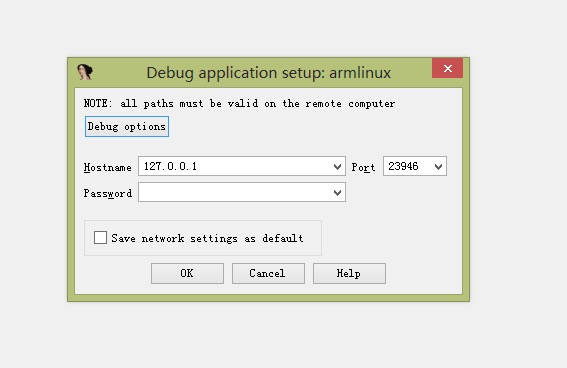 Debug application setup: armlinux
NOTE: all paths must be valid on the remote computer
Debug options
Hostname 127.0.0.1 Port 23946
Password
Save network settings as default
OK Cancel Help